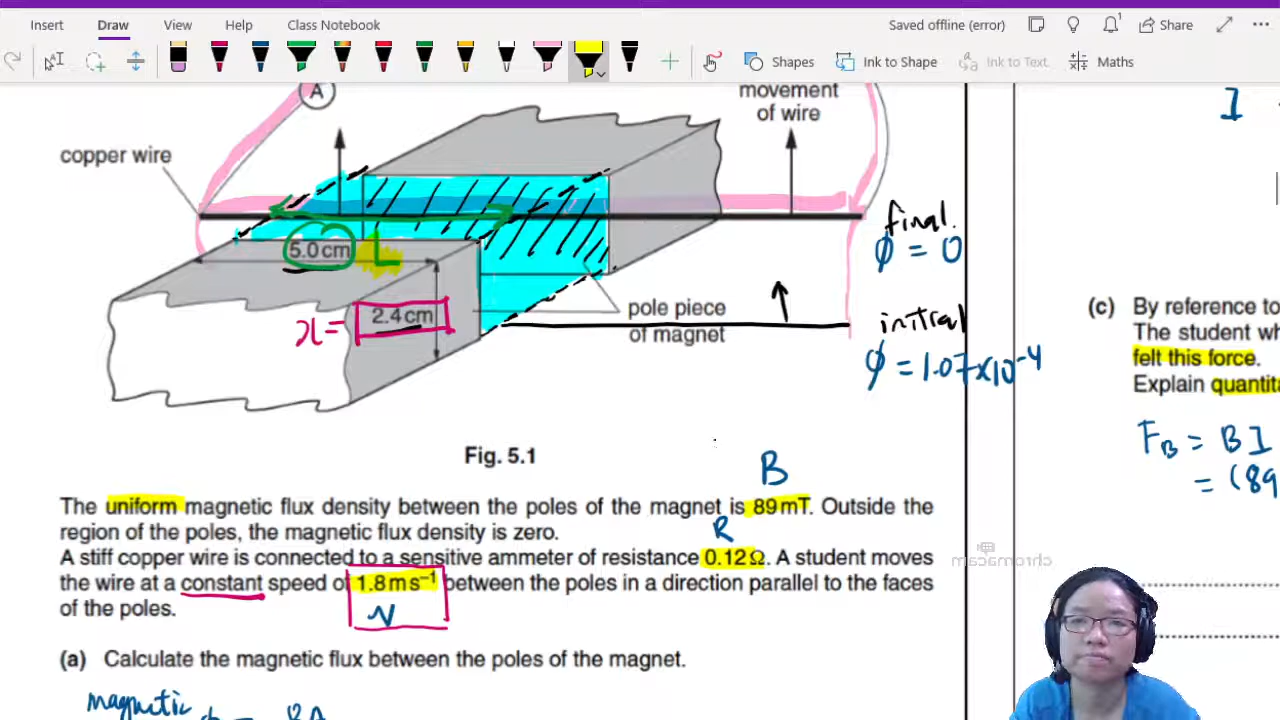 Insert Draw View Help Class Notebook Saved offline (error) 1 Share
Shapes Ink to Shape Ink to Text Maths
A
movement
of wire
copper wire
I
final.
ϕ = 0
5.0 cm L
x = 2.4 cm
pole piece
of magnet
initial
ϕ = 1.07×10⁻⁴
(c) By reference to
The student wh
felt this force.
Explain quantita
F_B = BI
= (89
Fig. 5.1
B
The uniform magnetic flux density between the poles of the magnet is 89 mT. Outside the
region of the poles, the magnetic flux density is zero.
R
A stiff copper wire is connected to a sensitive ammeter of resistance 0.12 Ω. A student moves
the wire at a constant speed of 1.8 m s⁻¹ between the poles in a direction parallel to the faces
of the poles.
v
chromacam
(a) Calculate the magnetic flux between the poles of the magnet.
magnetic
ϕ = BA